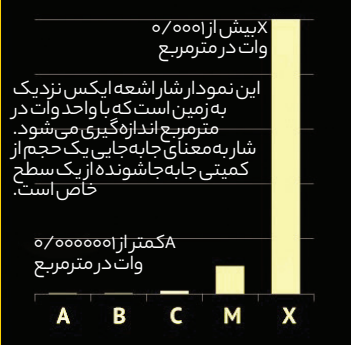 Xبیش از ۰/۰۰۰۱
وات در مترمربع
این نمودار شار اشعه ایکس نزدیک
به زمین است که با واحد وات در
مترمربع اندازه‌گیری می‌شود.
شار به‌معنای جابه‌جایی یک حجم از
کمیتی جابه‌جاشونده از یک سطح
خاص است.
Aکمتر از ۰/۰۰۰۰۰۰۱
وات در مترمربع
A B C M X